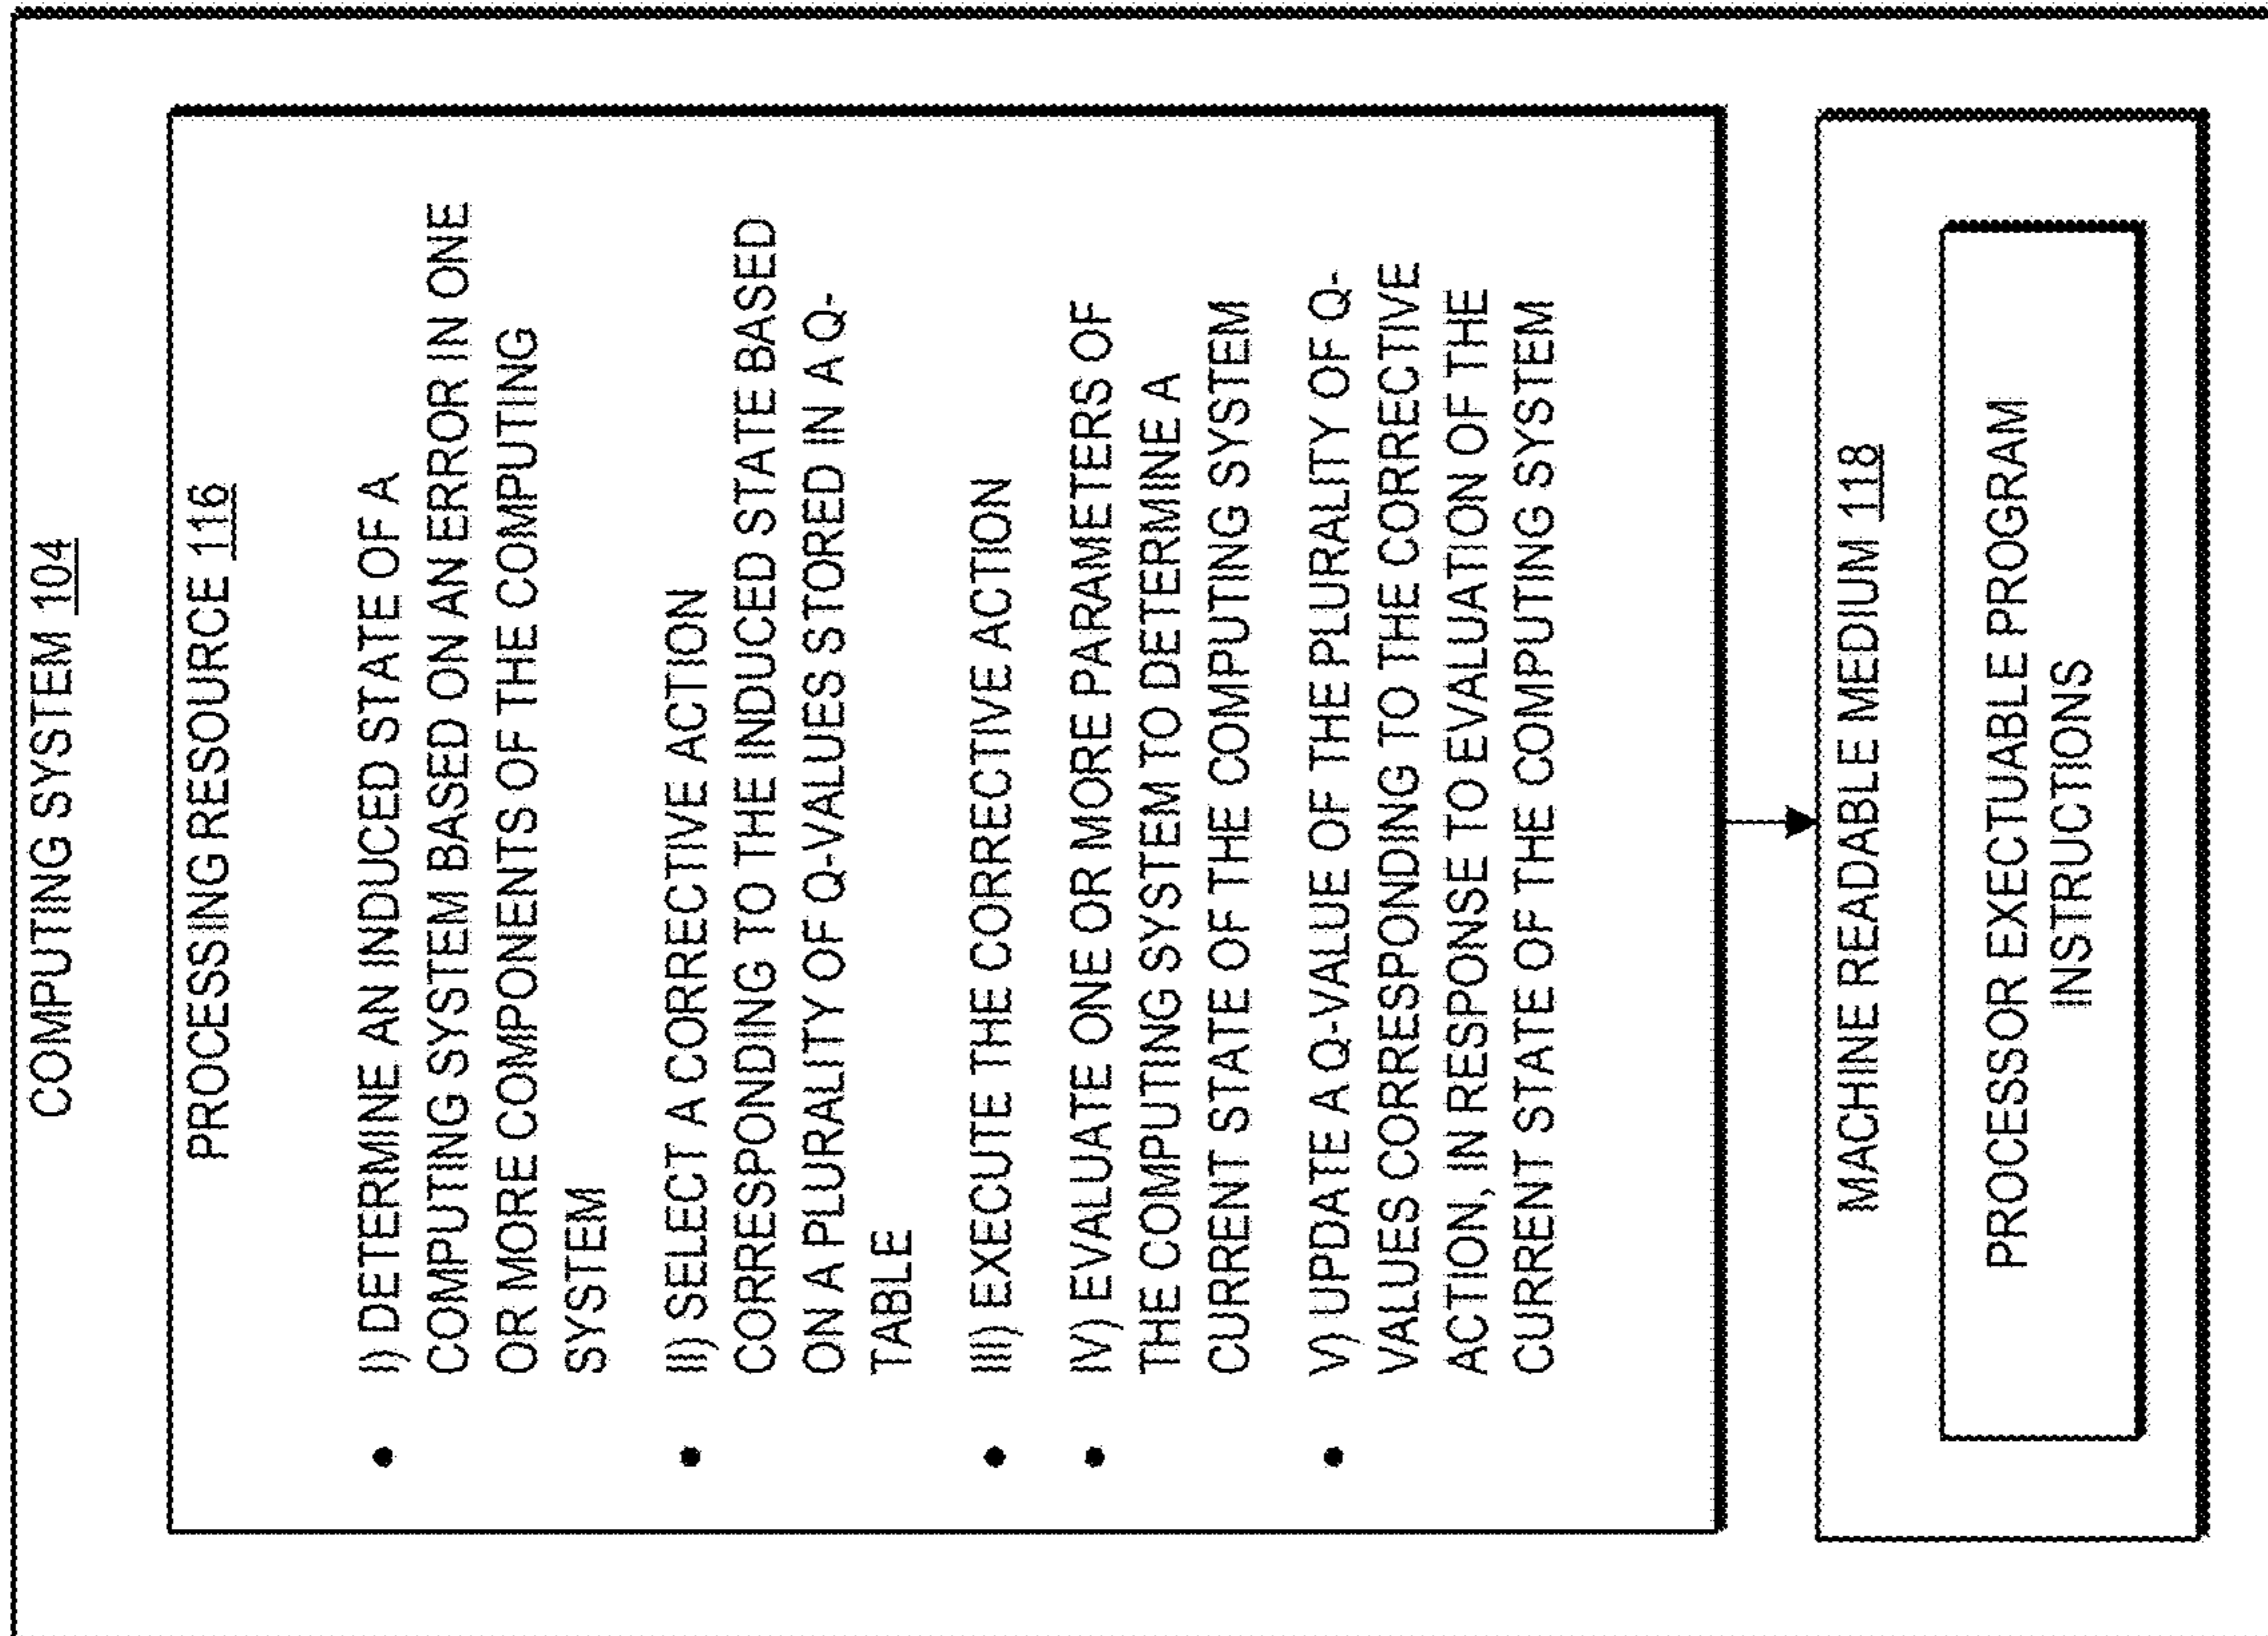 COMPUTING SYSTEM 104
PROCESSING RESOURCE 116
• I) DETERMINE AN INDUCED STATE OF A
COMPUTING SYSTEM BASED ON AN ERROR IN ONE
OR MORE COMPONENTS OF THE COMPUTING
SYSTEM
• II) SELECT A CORRECTIVE ACTION
CORRESPONDING TO THE INDUCED STATE BASED
ON A PLURALITY OF Q-VALUES STORED IN A Q-
TABLE
• III) EXECUTE THE CORRECTIVE ACTION
• IV) EVALUATE ONE OR MORE PARAMETERS OF
THE COMPUTING SYSTEM TO DETERMINE A
CURRENT STATE OF THE COMPUTING SYSTEM
• V) UPDATE A Q-VALUE OF THE PLURALITY OF Q-
VALUES CORRESPONDING TO THE CORRECTIVE
ACTION, IN RESPONSE TO EVALUATION OF THE
CURRENT STATE OF THE COMPUTING SYSTEM
MACHINE READABLE MEDIUM 118
PROCESSOR EXECTUABLE PROGRAM
INSTRUCTIONS